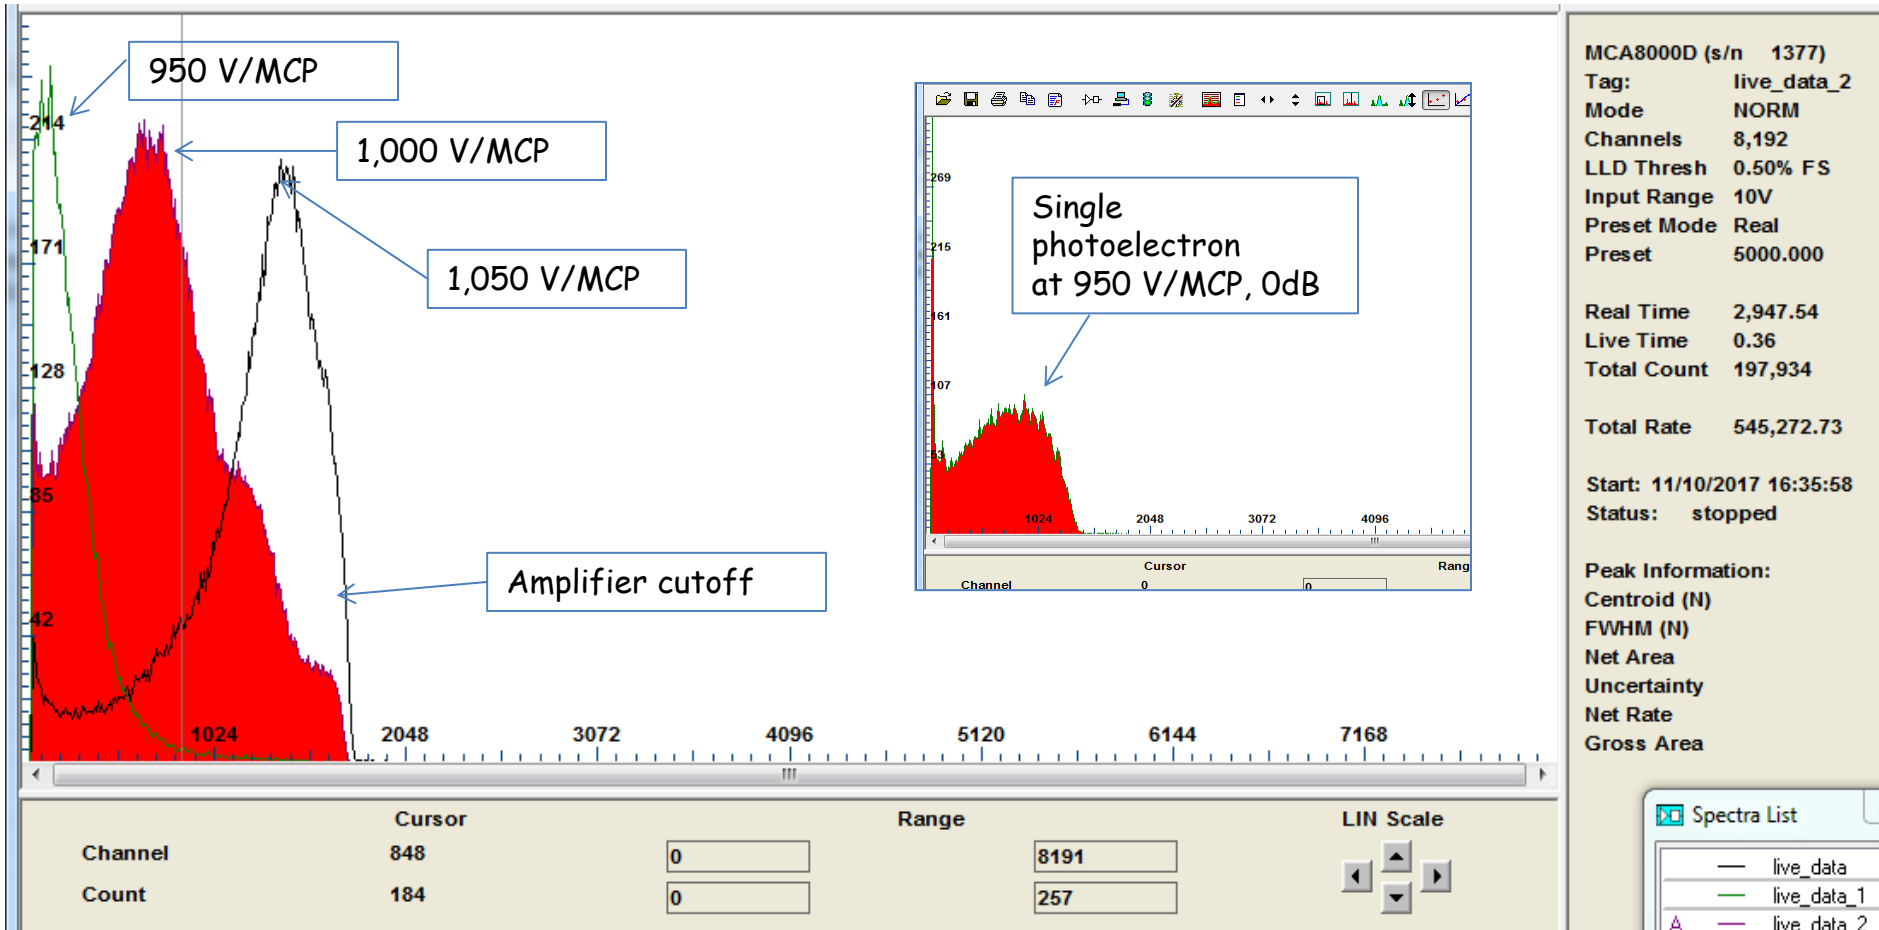 950 V/MCP
1,000 V/MCP
1,050 V/MCP
Amplifier cutoff
214
171
128
85
42
1024 2048 3072 4096 5120 6144 7168
269
215
161
107
53
Single
photoelectron
at 950 V/MCP, 0dB
1024 2048 3072 4096
Cursor Rang
Channel 0 0
Cursor Range LIN Scale
Channel 848 0 8191
Count 184 0 257
MCA8000D (s/n 1377)
Tag: live_data_2
Mode NORM
Channels 8,192
LLD Thresh 0.50% FS
Input Range 10V
Preset Mode Real
Preset 5000.000
Real Time 2,947.54
Live Time 0.36
Total Count 197,934
Total Rate 545,272.73
Start: 11/10/2017 16:35:58
Status: stopped
Peak Information:
Centroid (N)
FWHM (N)
Net Area
Uncertainty
Net Rate
Gross Area
Spectra List
live_data
live_data_1
A live_data_2